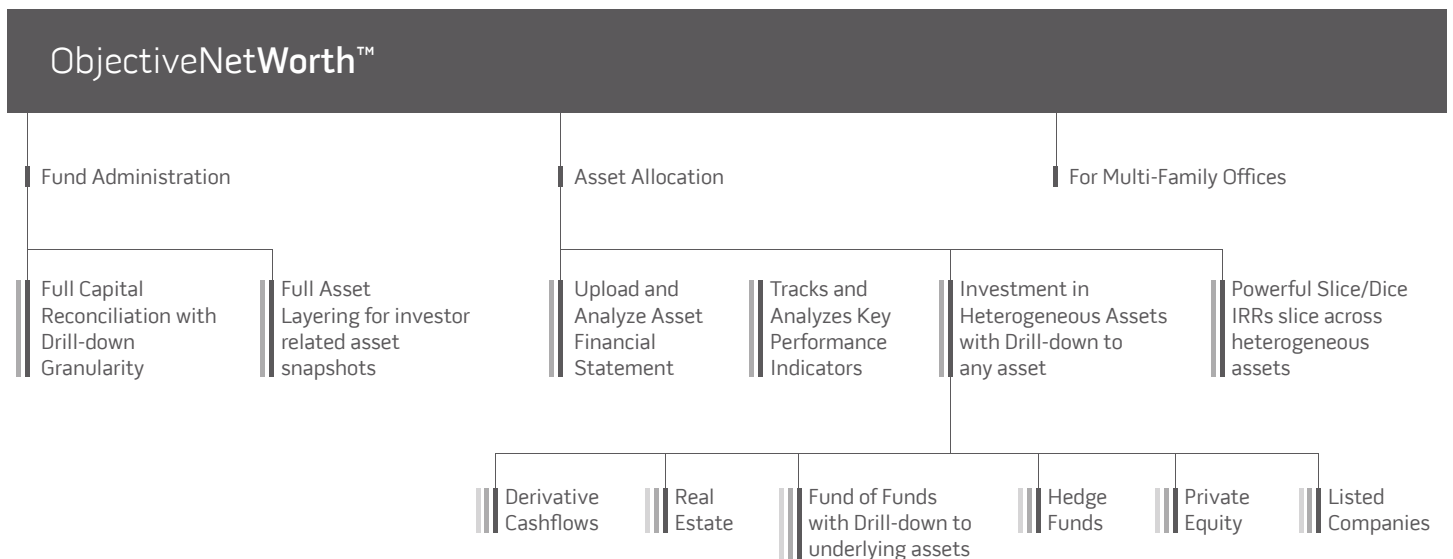 ObjectiveNetWorth™
Fund Administration
Asset Allocation
For Multi-Family Offices
Full Capital
Reconciliation with
Drill-down
Granularity
Full Asset
Layering for investor
related asset
snapshots
Upload and
Analyze Asset
Financial
Statement
Tracks and
Analyzes Key
Performance
Indicators
Investment in
Heterogeneous Assets
with Drill-down to
any asset
Powerful Slice/Dice
IRRs slice across
heterogeneous
assets
Derivative
Cashflows
Real
Estate
Fund of Funds
with Drill-down to
underlying assets
Hedge
Funds
Private
Equity
Listed
Companies